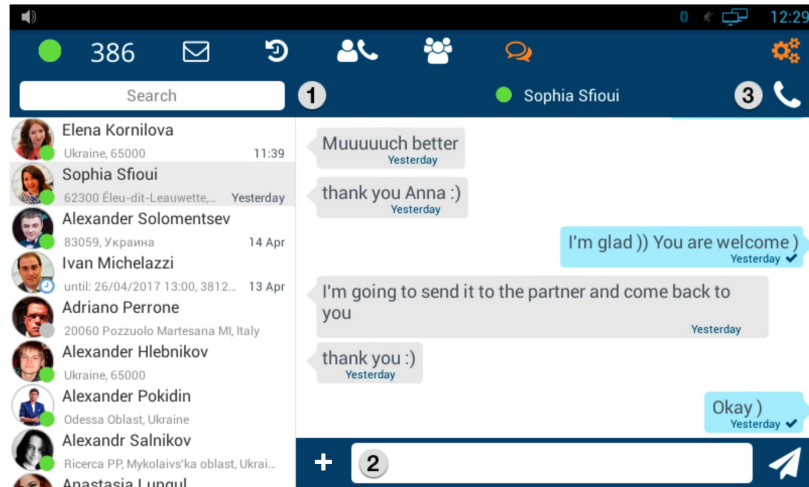 12:29
386
Search
1
Sophia Sfioui
3
Elena Kornilova
Ukraine, 65000 11:39
Sophia Sfioui
62300 Éleu-dit-Leauwette,... Yesterday
Alexander Solomentsev
83059, Украина 14 Apr
Ivan Michelazzi
until: 26/04/2017 13:00, 3812... 13 Apr
Adriano Perrone
20060 Pozzuolo Martesana MI, Italy
Alexander Hlebnikov
Ukraine, 65000
Alexander Pokidin
Odessa Oblast, Ukraine
Alexandr Salnikov
Ricerca PP, Mykolaivs'ka oblast, Ukrai...
Anastasia Lungul
Muuuuuch better
Yesterday
thank you Anna :)
Yesterday
I'm glad )) You are welcome )
Yesterday
I'm going to send it to the partner and come back to
you
Yesterday
thank you :)
Yesterday
Okay )
Yesterday
2